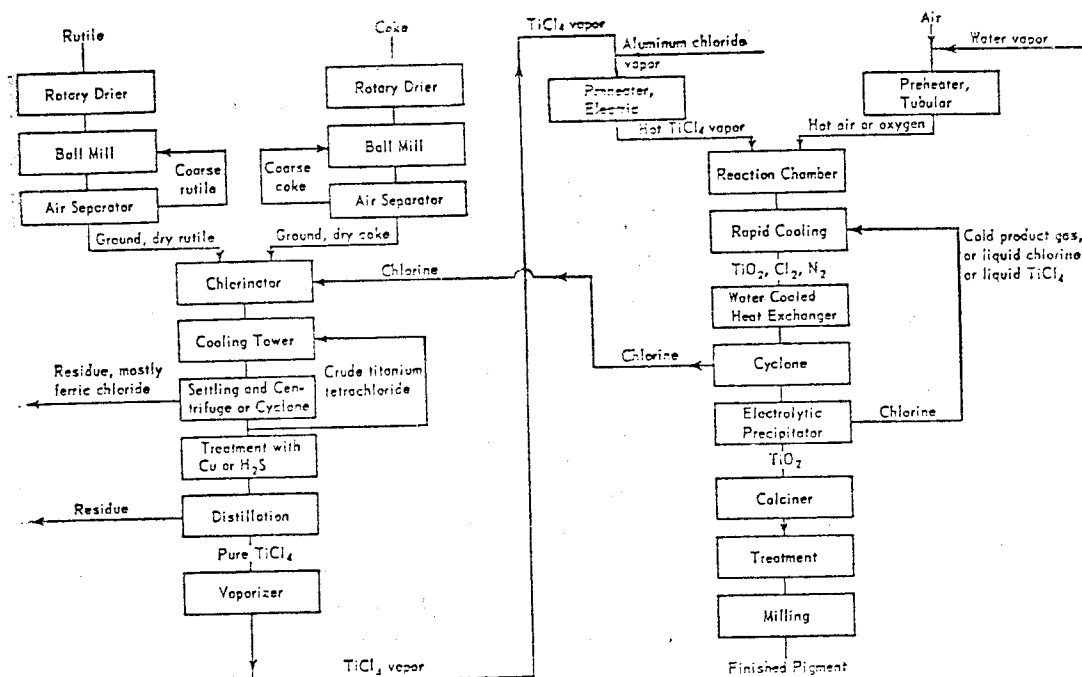 Rutile
Rotary Drier
Ball Mill
Coarse
rutile
Air Separator
Ground, dry rutile
Coke
Rotary Drier
Ball Mill
Coarse
coke
Air Separator
Ground, dry coke
Chlorinator
Chlorine
Cooling Tower
Residue, mostly
ferric chloride
Settling and Cen-
trifuge or Cyclone
Crude titanium
tetrachloride
Treatment with
Cu or H₂S
Residue
Distillation
Pure TiCl₄
Vaporizer
TiCl₄ vapor
TiCl₄ vapor
Aluminum chloride
vapor
Preheater,
Electric
Hot TiCl₄ vapor
Air
Water vapor
Preheater,
Tubular
Hot air or oxygen
Reaction Chamber
Rapid Cooling
Cold product gas,
or liquid chlorine
or liquid TiCl₄
TiO₂, Cl₂, N₂
Water Cooled
Heat Exchanger
Chlorine
Cyclone
Electrolytic
Precipitator
Chlorine
TiO₂
Calciner
Treatment
Milling
Finished Pigment